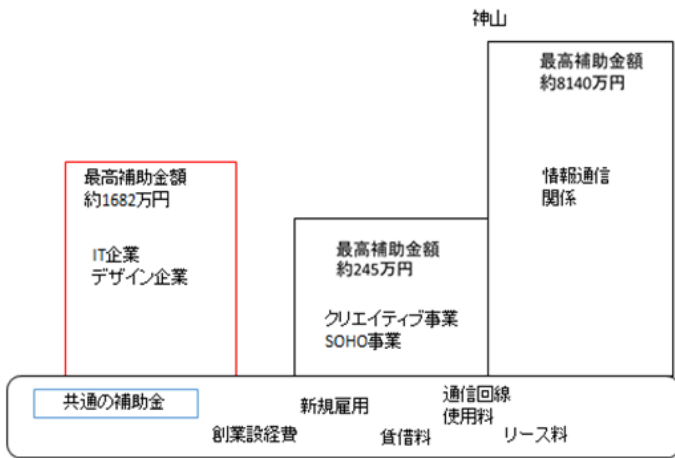 神山
最高補助金額
約8140万円
情報通信
関係
最高補助金額
約1682万円
IT企業
デザイン企業
最高補助金額
約245万円
クリエイティブ事業
SOHO事業
共通の補助金
新規雇用
通信回線
使用料
創業設経費
賃借料
リース料